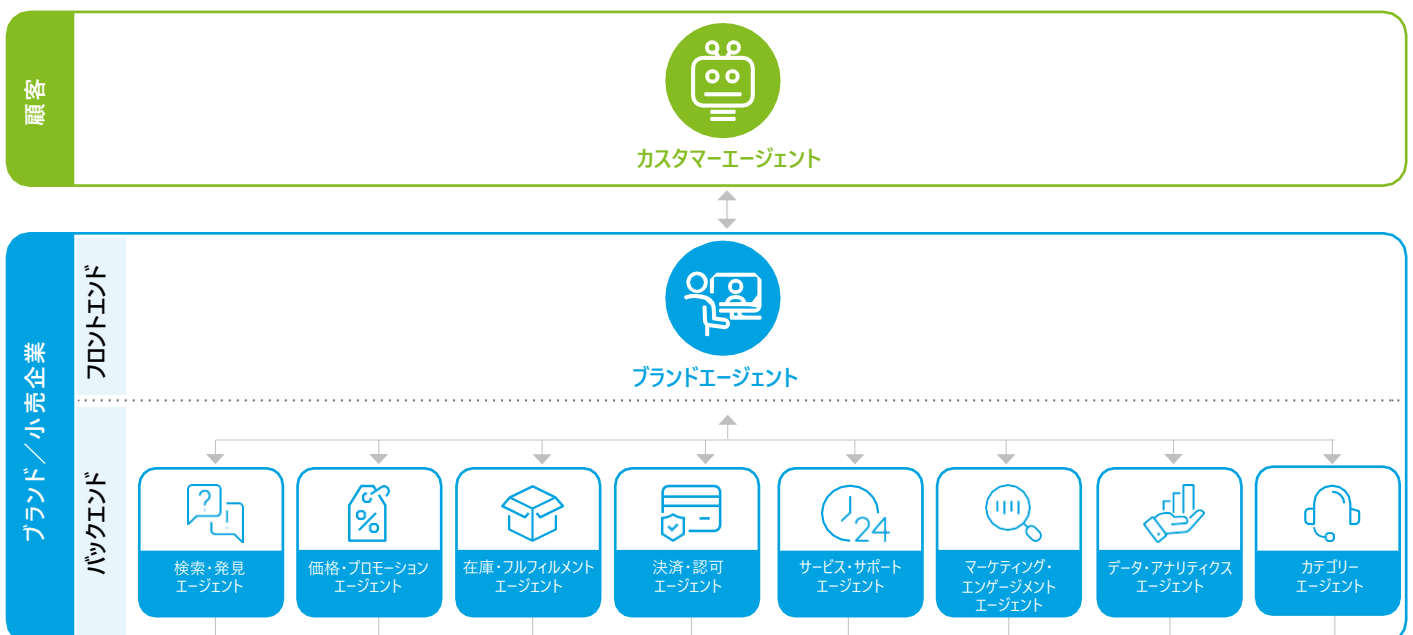 顧客
カスタマーエージェント
ブランド／小売企業
フロントエンド
ブランドエージェント
バックエンド
?
!
検索・発見
エージェント
%
価格・プロモーション
エージェント
在庫・フルフィルメント
エージェント
決済・認可
エージェント
24
サービス・サポート
エージェント
マーケティング・
エンゲージメント
エージェント
データ・アナリティクス
エージェント
カテゴリー
エージェント